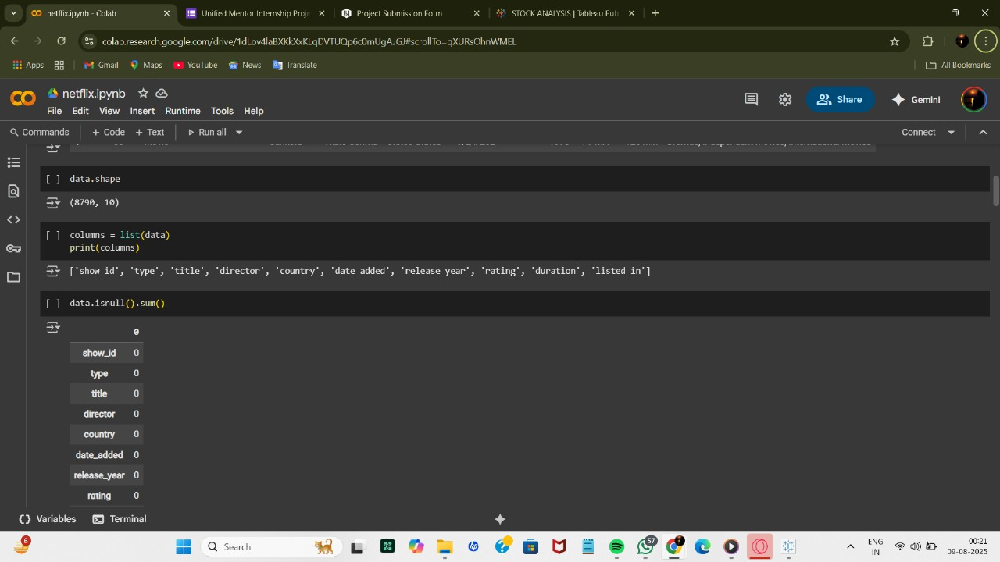 netflix.ipynb - Colab
Unified Mentor Internship Proje
Project Submission Form
STOCK ANALYSIS | Tableau Pub
colab.research.google.com/drive/1dLov4laBXKkXxKLqDVTUQp6c0mUgAJGJ#scrollTo=qXURsOhnWMEL
Apps
Gmail
Maps
YouTube
News
Translate
All Bookmarks
netflix.ipynb
File Edit View Insert Runtime Tools Help
Share
Gemini
Commands
+ Code + Text
Run all
Connect
[ ] data.shape
(8790, 10)
[ ] columns = list(data)
print(columns)
['show_id', 'type', 'title', 'director', 'country', 'date_added', 'release_year', 'rating', 'duration', 'listed_in']
[ ] data.isnull().sum()
0
show_id 0
type 0
title 0
director 0
country 0
date_added 0
release_year 0
rating 0
Variables
Terminal
6
Search
57
ENG
IN
00:21
09-08-2025